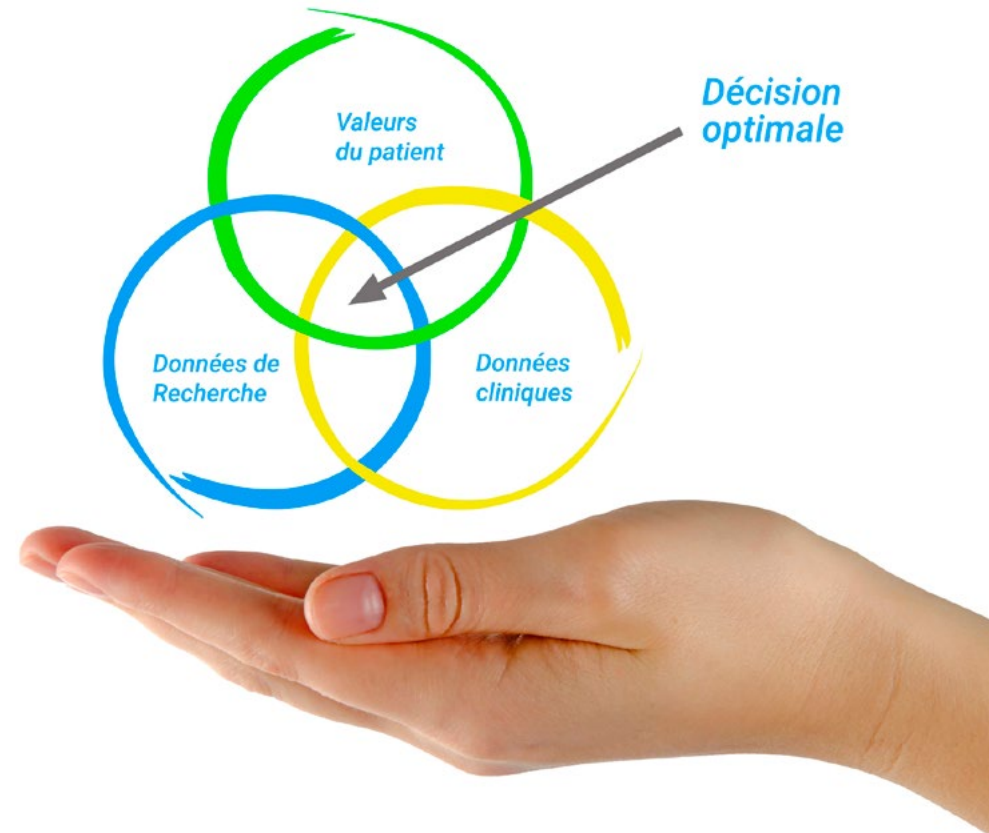 Décision
optimale
Valeurs
du patient
Données de
Recherche
Données
cliniques